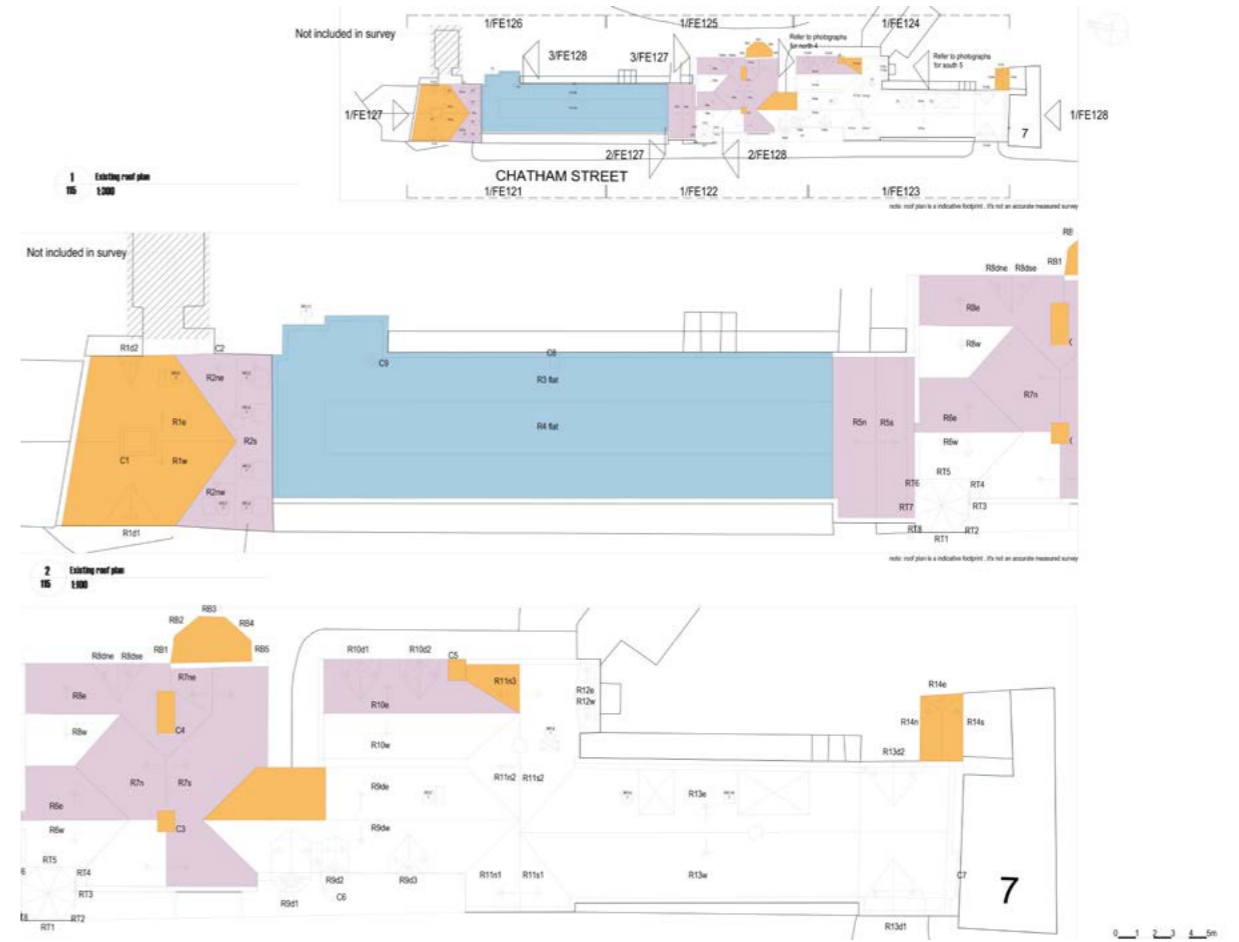 1/FE126
1/FE125
1/FE124
Not included in survey
Refer to photographs
for north 4
3/FE128
3/FE127
Refer to photographs
for south 5
1/FE127
1/FE128
7
2/FE127
2/FE128
CHATHAM STREET
1/FE121
1/FE122
1/FE123
1
115
Existing roof plan
1:300
note: roof plan is a indicative footprint , it's not an accurate measured survey
Not included in survey
RB1
R8dne
R8dse
R8e
R1d2
C2
R8w
C8
C9
R2ne
R3 flat
R7n
R1e
R6e
R5n
R5s
R4 flat
R2s
R6w
C1
R1w
RT5
RT6
RT4
R2nw
RT7
RT3
R1d1
RT8
RT2
RT1
note: roof plan is a indicative footprint , it's not an accurate measured survey
2
115
Existing roof plan
1:100
RB3
RB2
RB4
RB1
RB5
R8dne
R8dse
R7ne
R10d1
R10d2
C5
R11n3
R8e
R10e
R12e
R12w
R14e
R14n
R14s
C4
R8w
R10w
R13d2
R7n
R7s
R11n2
R11s2
R9de
R13e
R6e
R6w
C3
R9dw
RT5
RT4
R9d2
R9d3
R11n1
R11s1
R13w
C7
RT3
C6
R9d1
7
RT2
RT1
R13d1
0 1 2 3 4 5m